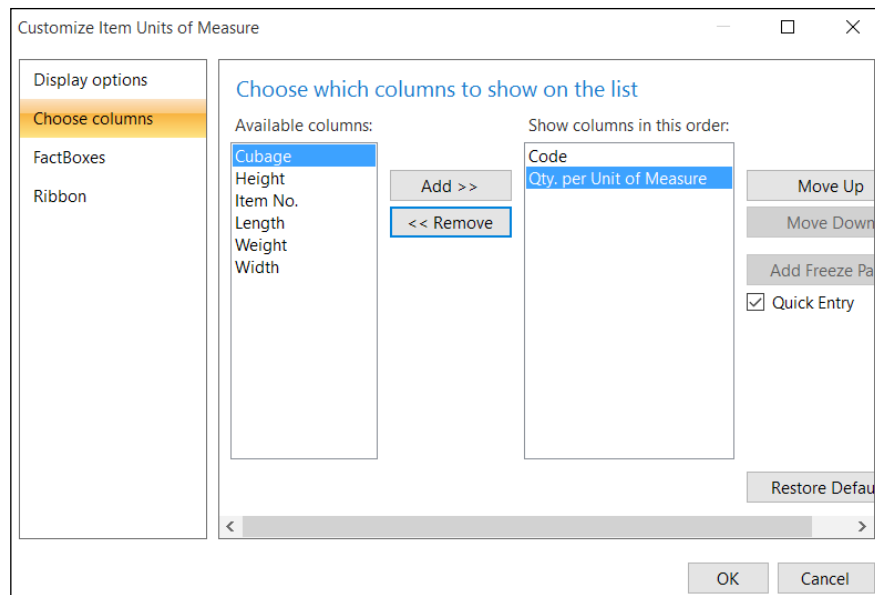 Customize Item Units of Measure
Display options
Choose columns
FactBoxes
Ribbon
Choose which columns to show on the list
Available columns:
Cubage
Height
Item No.
Length
Weight
Width
Add >>
<< Remove
Show columns in this order:
Code
Qty. per Unit of Measure
Move Up
Move Down
Add Freeze Pa
Quick Entry
Restore Defau
OK
Cancel